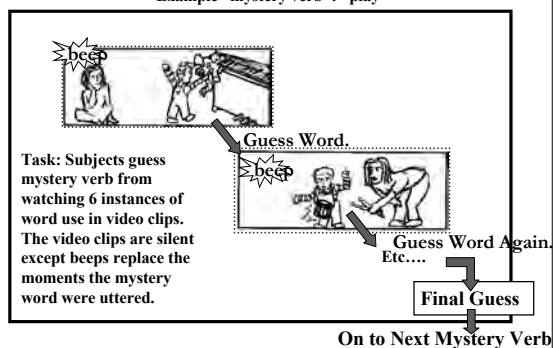 Example "mystery verb": "play"
beep
Guess Word.
beep
Task: Subjects guess
mystery verb from
watching 6 instances of
word use in video clips.
The video clips are silent
except beeps replace the
moments the mystery
word were uttered.
Guess Word Again.
Etc....
Final Guess
On to Next Mystery Verb